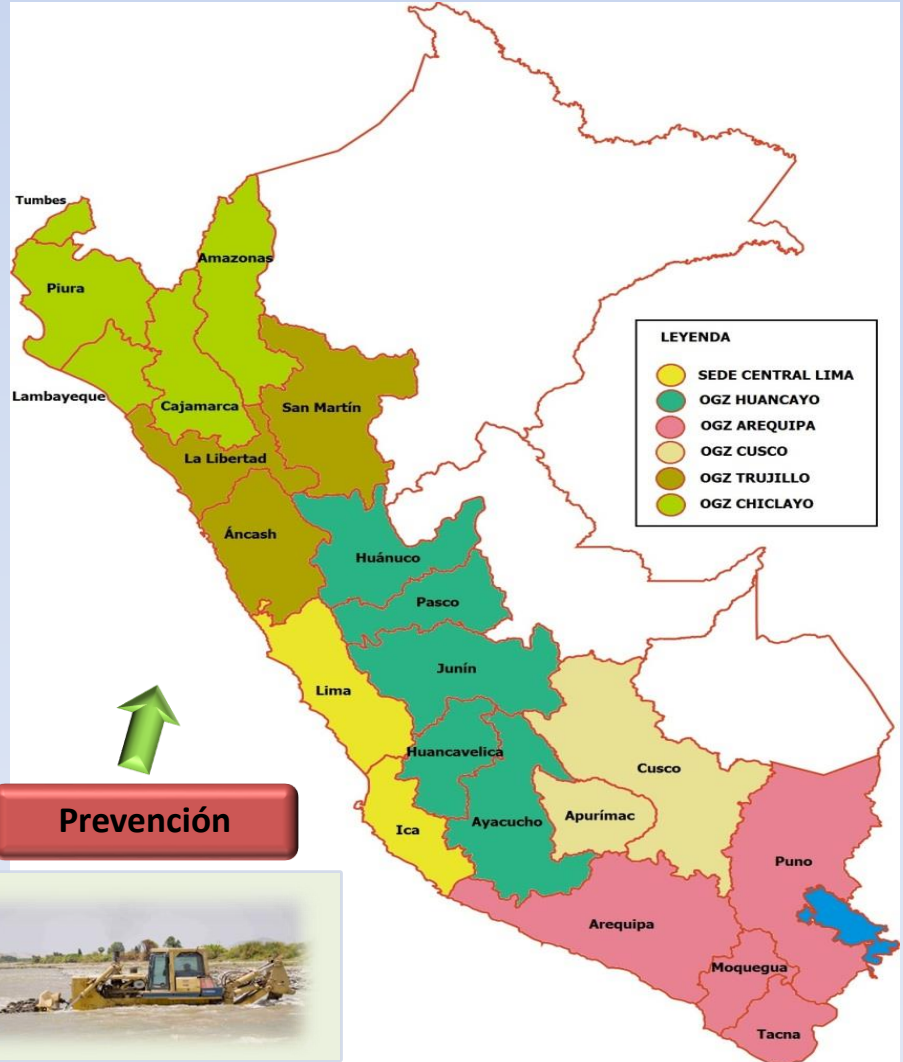 Tumbes
Amazonas
Piura
Lambayeque
Cajamarca
San Martín
La Libertad
Áncash
Huánuco
Pasco
Junín
Lima
Huancavelica
Cusco
Ica
Ayacucho
Apurímac
Puno
Arequipa
Moquegua
Tacna
LEYENDA
SEDE CENTRAL LIMA
OGZ HUANCAYO
OGZ AREQUIPA
OGZ CUSCO
OGZ TRUJILLO
OGZ CHICLAYO
Prevención